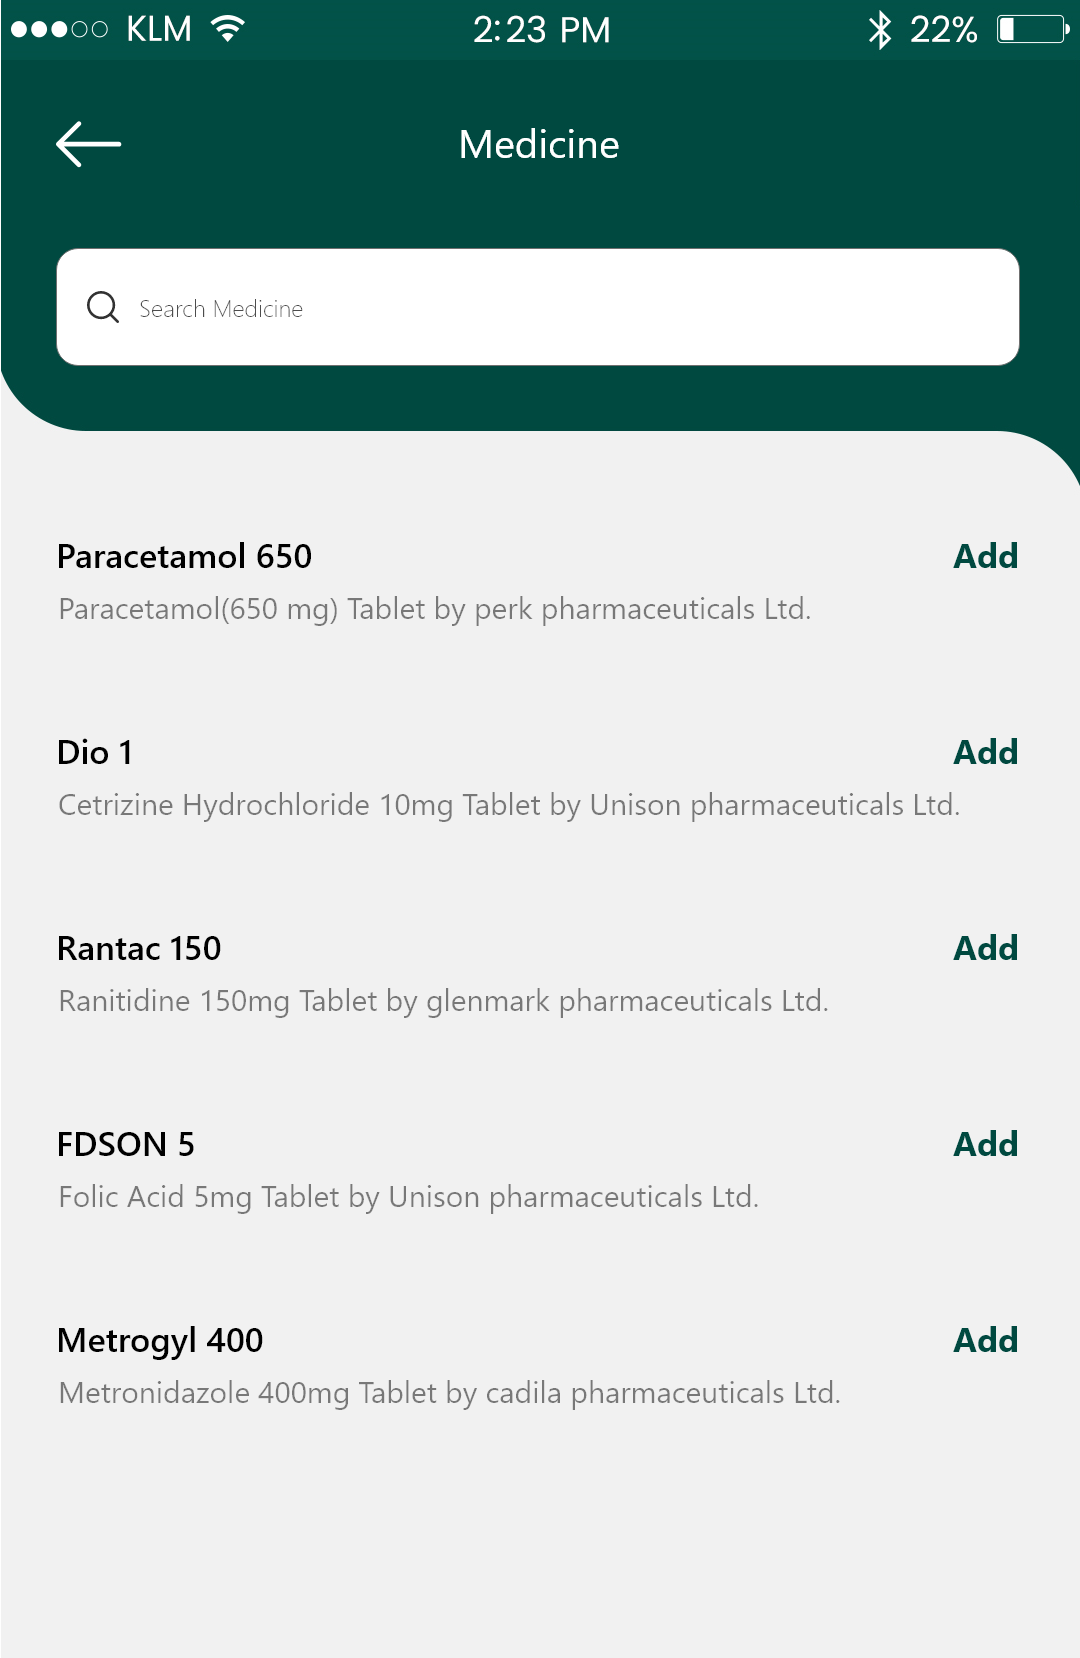 KLM 2:23 PM 22%
Medicine
Search Medicine
Paracetamol 650 Add
Paracetamol(650 mg) Tablet by perk pharmaceuticals Ltd.
Dio 1 Add
Cetrizine Hydrochloride 10mg Tablet by Unison pharmaceuticals Ltd.
Rantac 150 Add
Ranitidine 150mg Tablet by glenmark pharmaceuticals Ltd.
FDSON 5 Add
Folic Acid 5mg Tablet by Unison pharmaceuticals Ltd.
Metrogyl 400 Add
Metronidazole 400mg Tablet by cadila pharmaceuticals Ltd.